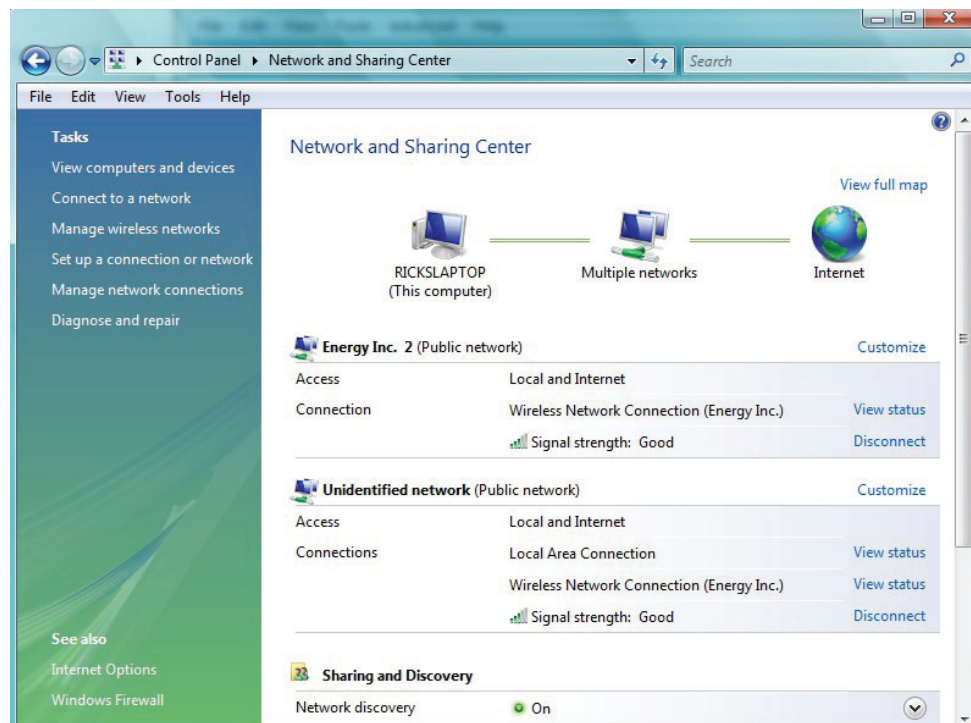 Control Panel Network and Sharing Center Search
File Edit View Tools Help
Tasks
View computers and devices
Connect to a network
Manage wireless networks
Set up a connection or network
Manage network connections
Diagnose and repair
See also
Internet Options
Windows Firewall
Network and Sharing Center
View full map
RICKSLAPTOP
(This computer)
Multiple networks
Internet
Energy Inc. 2 (Public network) Customize
Access Local and Internet
Connection Wireless Network Connection (Energy Inc.) View status
Signal strength: Good Disconnect
Unidentified network (Public network) Customize
Access Local and Internet
Connections Local Area Connection View status
Wireless Network Connection (Energy Inc.) View status
Signal strength: Good Disconnect
Sharing and Discovery
Network discovery On